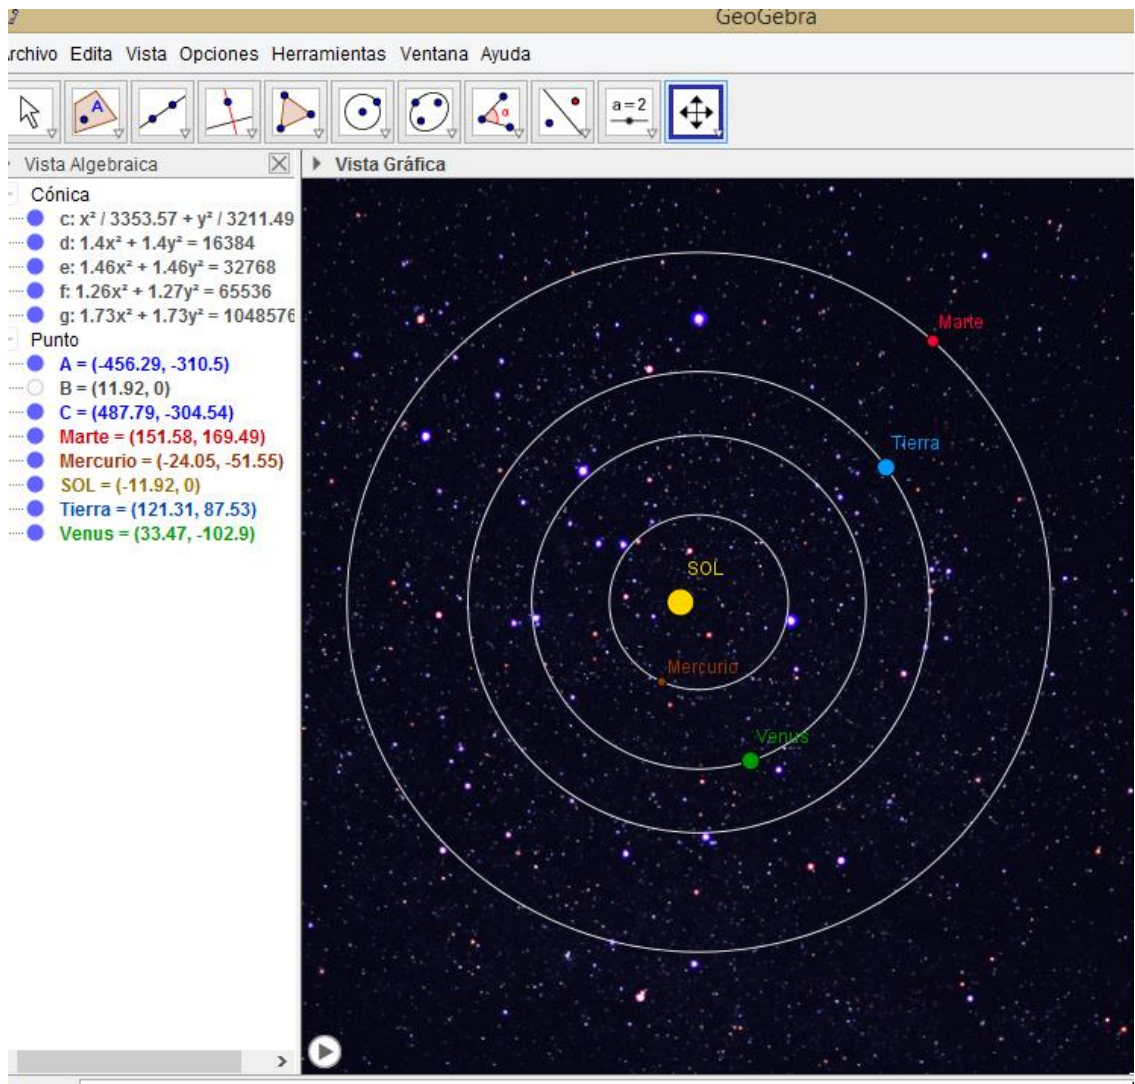 GeoGebra
Archivo Edita Vista Opciones Herramientas Ventana Ayuda
A
α
a=2
Vista Algebraica
Vista Gráfica
Cónica
c: x² / 3353.57 + y² / 3211.49
d: 1.4x² + 1.4y² = 16384
e: 1.46x² + 1.46y² = 32768
f: 1.26x² + 1.27y² = 65536
g: 1.73x² + 1.73y² = 1048576
Punto
A = (-456.29, -310.5)
B = (11.92, 0)
C = (487.79, -304.54)
Marte = (151.58, 169.49)
Mercurio = (-24.05, -51.55)
SOL = (-11.92, 0)
Tierra = (121.31, 87.53)
Venus = (33.47, -102.9)
Marte
Tierra
SOL
Mercurio
Venus